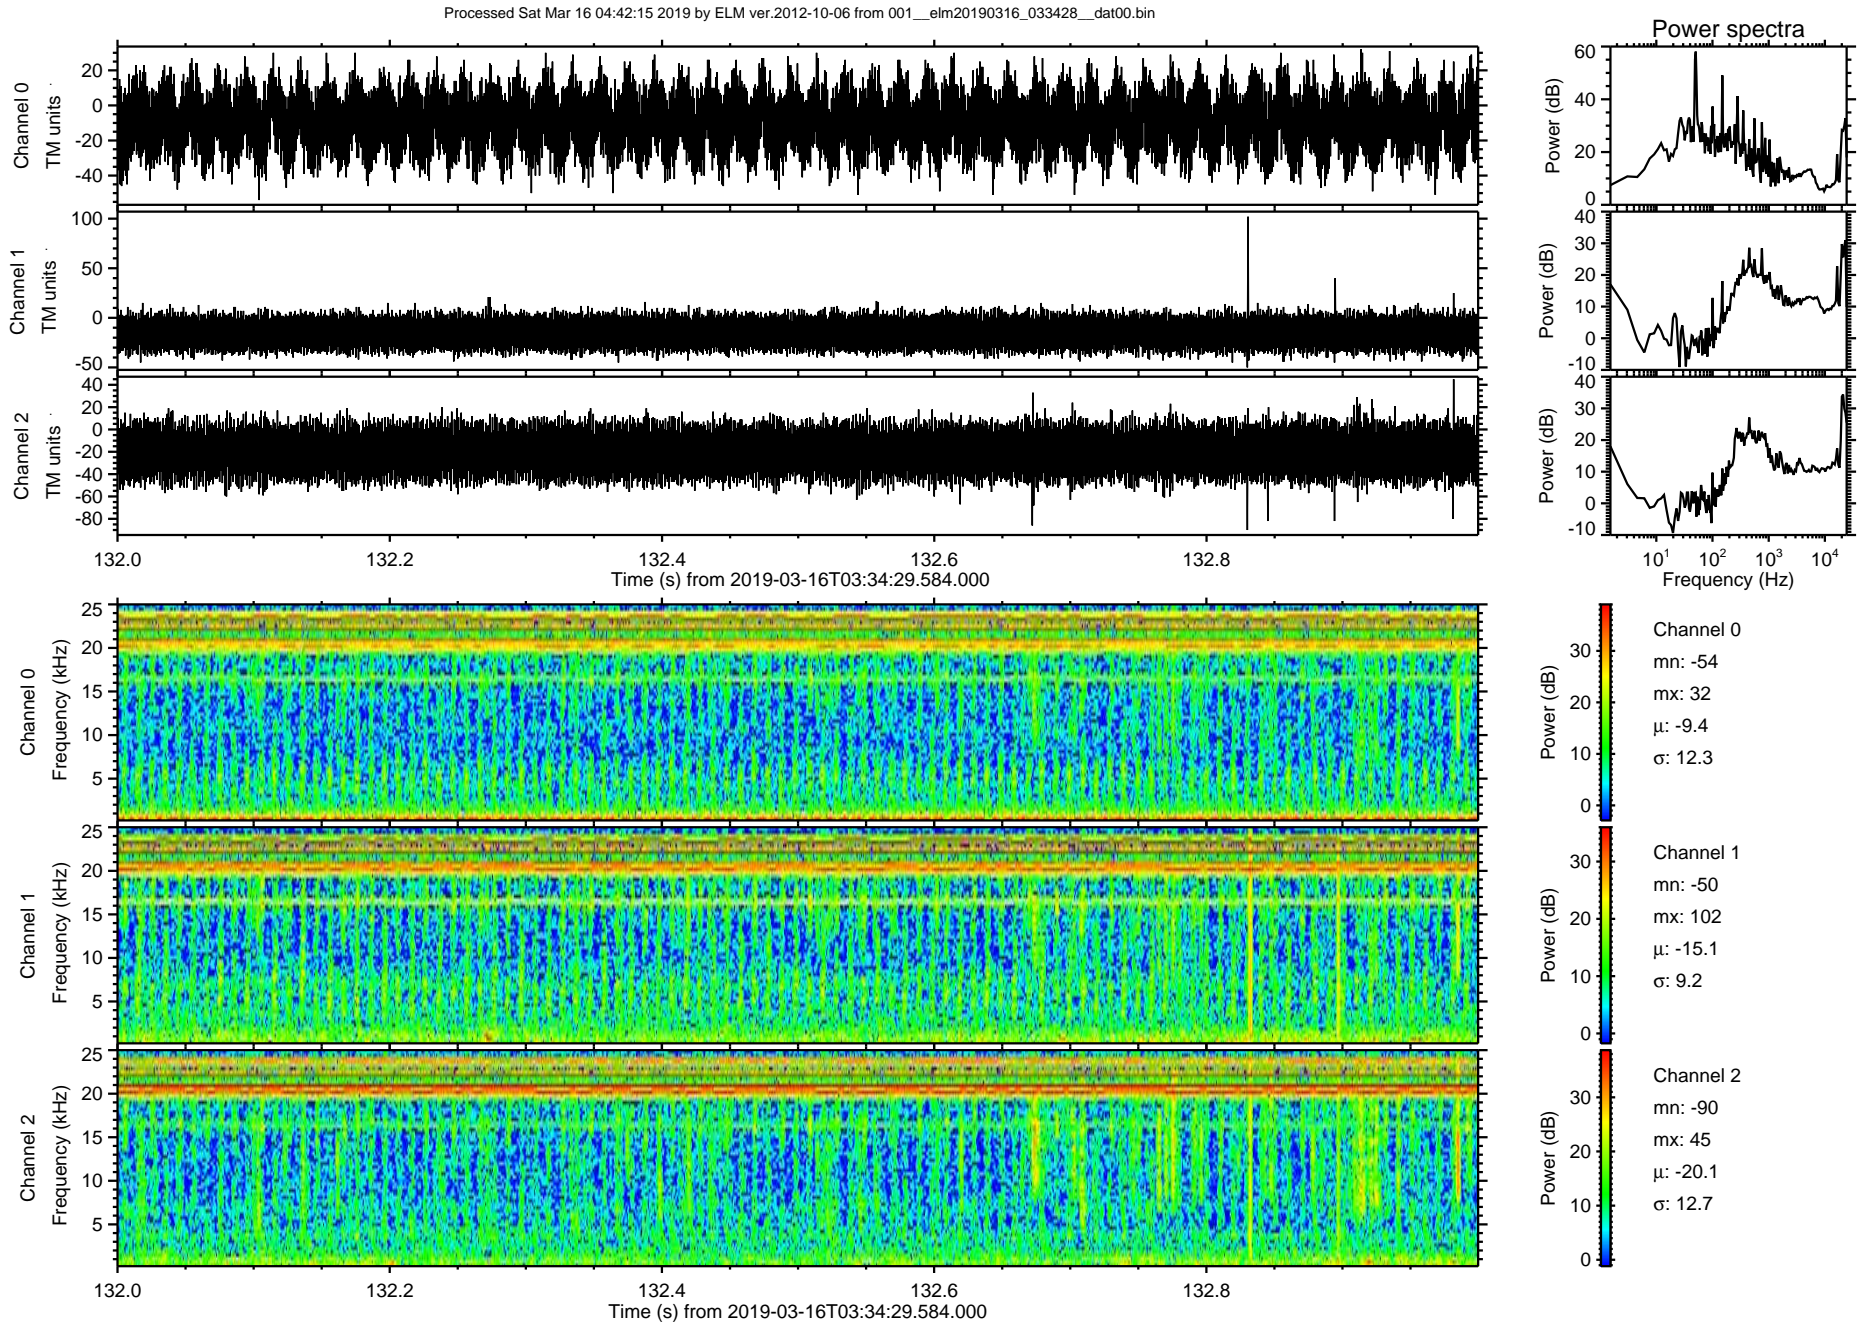 Processed Sat Mar 16 04:42:15 2019 by ELM ver.2012-10-06 from 001__elm20190316_033428__dat00.bin
Power spectra
Channel 0
TM units
20
0
-20
-40
Power (dB)
60
40
20
0
Channel 1
TM units
100
50
0
-50
Power (dB)
40
30
20
10
0
-10
Channel 2
TM units
40
20
0
-20
-40
-60
-80
Power (dB)
40
30
20
10
0
-10
132.0 132.2 132.4 132.6 132.8
Time (s) from 2019-03-16T03:34:29.584.000
10¹ 10² 10³ 10⁴
Frequency (Hz)
Channel 0
Frequency (kHz)
25
20
15
10
5
Power (dB)
30
20
10
0
Channel 0
mn: -54
mx: 32
μ: -9.4
σ: 12.3
Channel 1
Frequency (kHz)
25
20
15
10
5
Power (dB)
30
20
10
0
Channel 1
mn: -50
mx: 102
μ: -15.1
σ: 9.2
Channel 2
Frequency (kHz)
25
20
15
10
5
Power (dB)
30
20
10
0
Channel 2
mn: -90
mx: 45
μ: -20.1
σ: 12.7
132.0 132.2 132.4 132.6 132.8
Time (s) from 2019-03-16T03:34:29.584.000